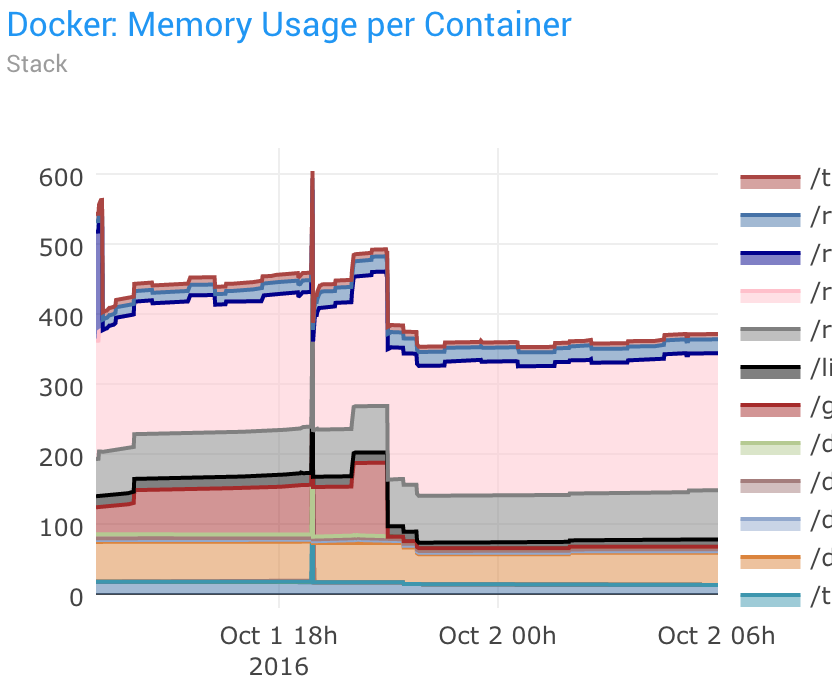 Docker: Memory Usage per Container
Stack
600
500
400
300
200
100
0
Oct 1 18h
2016
Oct 2 00h
Oct 2 06h
/t
/r
/r
/r
/r
/li
/g
/d
/d
/d
/d
/t